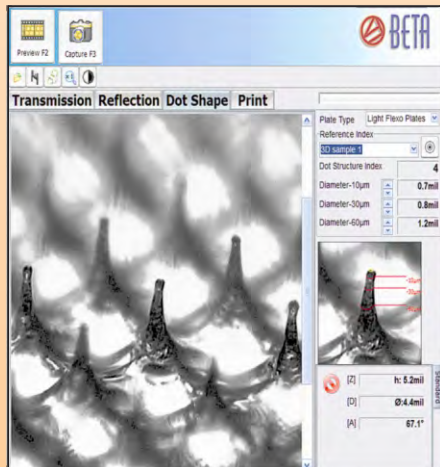 BETA
Preview F2 Capture F3
Transmission Reflection Dot Shape Print
Plate Type Light Flexo Plates
Reference Index
3D sample 1
Dot Structure Index 4
Diameter-10µm 0.7mil
Diameter-30µm 0.8mil
Diameter-60µm 1.2mil
[Z] h: 5.2mil
[D] Ø:4.4mil
[A] 67.1°
Standard